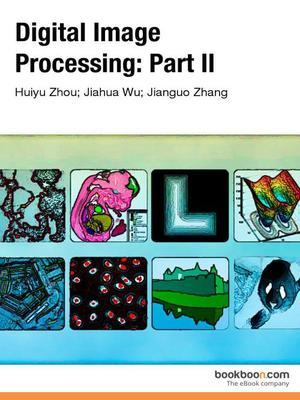 Digital Image
Processing: Part II
Huiyu Zhou; Jiahua Wu; Jianguo Zhang
bookboon.com
The eBook company